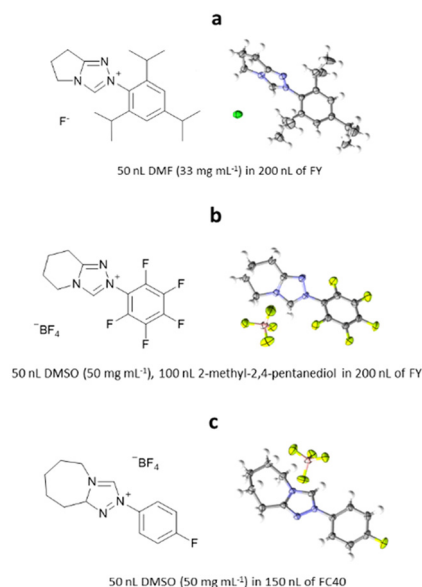 a
N
N N⁺
F⁻
50 nL DMF (33 mg mL⁻¹) in 200 nL of FY
b
F
N F
N N⁺
F F
⁻BF₄
F
50 nL DMSO (50 mg mL⁻¹), 100 nL 2-methyl-2,4-pentanediol in 200 nL of FY
c
⁻BF₄
N
N⁺
N
F
50 nL DMSO (50 mg mL⁻¹) in 150 nL of FC40